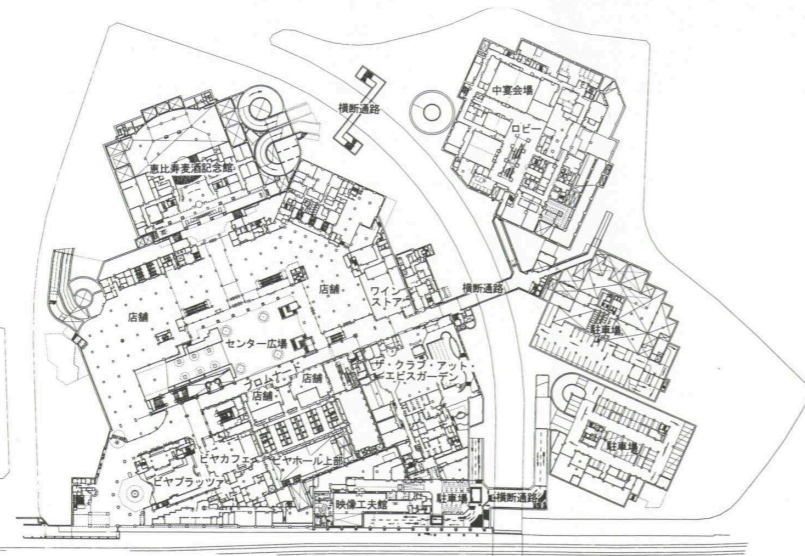 中宴会場
横断通路
ロビー
恵比寿麦酒記念館
店舗
ワイン
ストア
横断通路
店舗
駐車場
センター広場
ザ・クラブ・アット・
エビスガーデン
プロムナード
店舗
店舗
駐車場
ビヤカフェ
ビヤホール上部
ビヤプラッツァ
映像工夫館
駐車場
横断通路